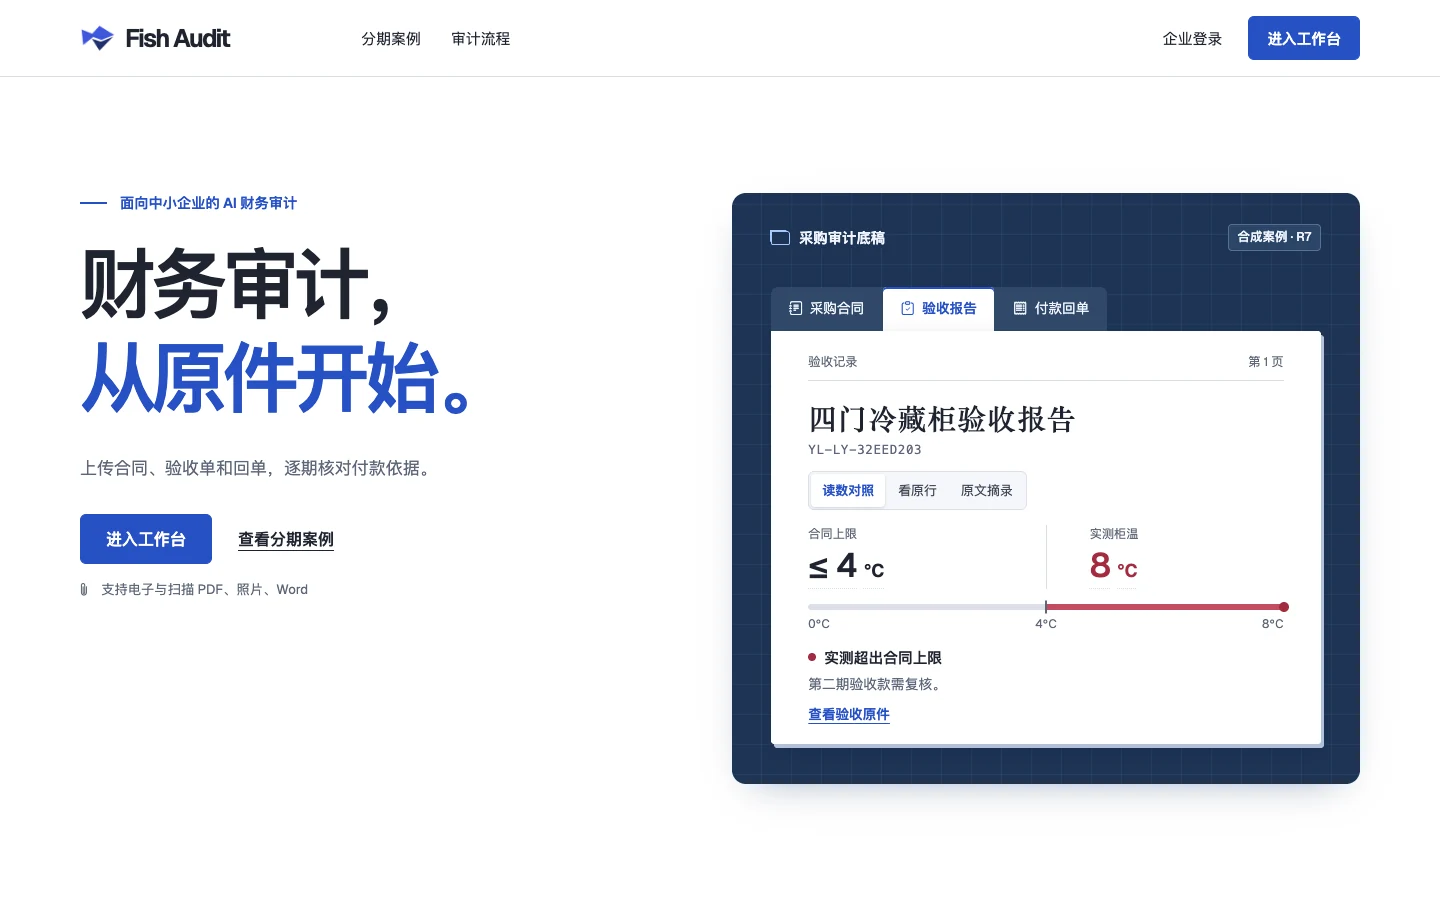 Fish Audit
分期案例
审计流程
企业登录
进入工作台
面向中小企业的 AI 财务审计
财务审计，
从原件开始。
上传合同、验收单和回单，逐期核对付款依据。
进入工作台
查看分期案例
支持电子与扫描 PDF、照片、Word
采购审计底稿
合成案例 · R7
采购合同
验收报告
付款回单
验收记录
第 1 页
四门冷藏柜验收报告
YL-LY-32EED203
读数对照
看原行
原文摘录
合同上限
≤ 4 °C
实测柜温
8 °C
0°C
4°C
8°C
实测超出合同上限
第二期验收款需复核。
查看验收原件